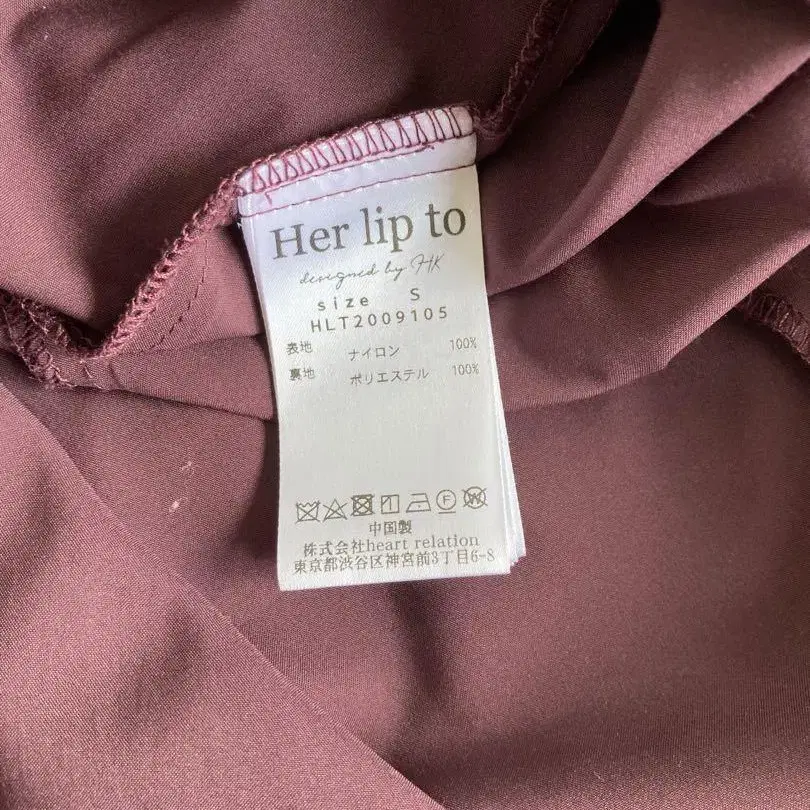 Her lip to
designed by HK
size S
HLT2009105
表地 ナイロン 100%
裏地 ポリエステル 100%
F W
中国製
株式会社heart relation
東京都渋谷区神宮前3丁目6-8